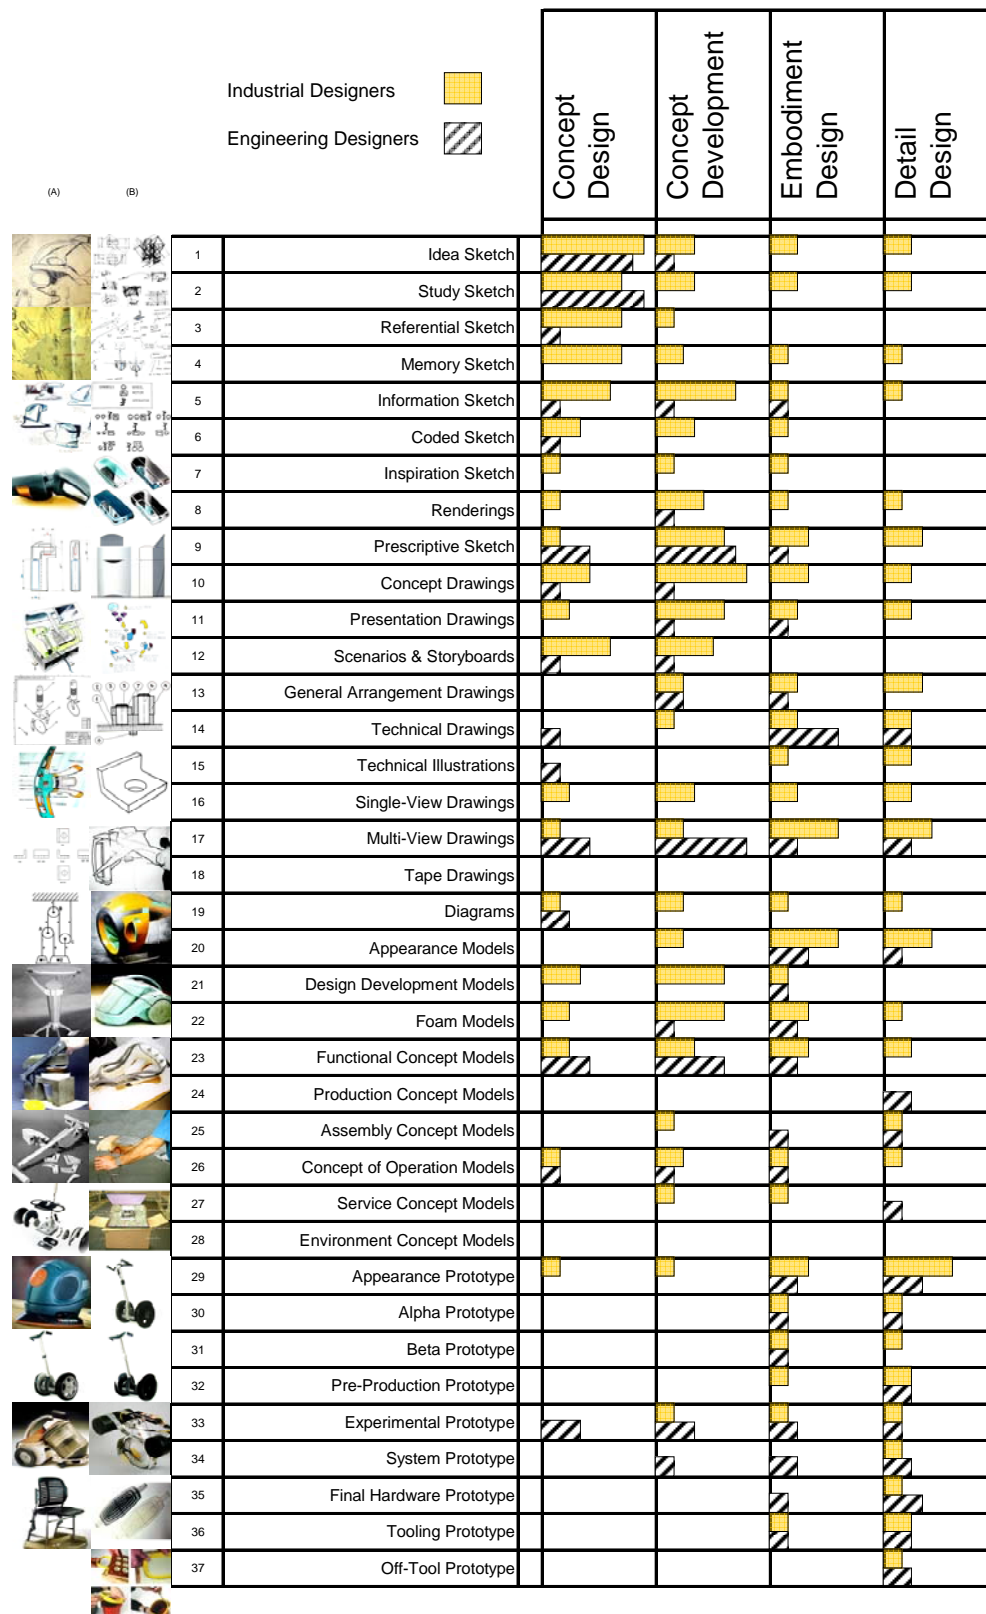 Industrial Designers
Engineering Designers
Concept
Design
Concept
Development
Embodiment
Design
Detail
Design
(A) (B)
1 Idea Sketch
2 Study Sketch
3 Referential Sketch
4 Memory Sketch
5 Information Sketch
6 Coded Sketch
7 Inspiration Sketch
8 Renderings
9 Prescriptive Sketch
10 Concept Drawings
11 Presentation Drawings
12 Scenarios & Storyboards
13 General Arrangement Drawings
14 Technical Drawings
15 Technical Illustrations
16 Single-View Drawings
17 Multi-View Drawings
18 Tape Drawings
19 Diagrams
20 Appearance Models
21 Design Development Models
22 Foam Models
23 Functional Concept Models
24 Production Concept Models
25 Assembly Concept Models
26 Concept of Operation Models
27 Service Concept Models
28 Environment Concept Models
29 Appearance Prototype
30 Alpha Prototype
31 Beta Prototype
32 Pre-Production Prototype
33 Experimental Prototype
34 System Prototype
35 Final Hardware Prototype
36 Tooling Prototype
37 Off-Tool Prototype